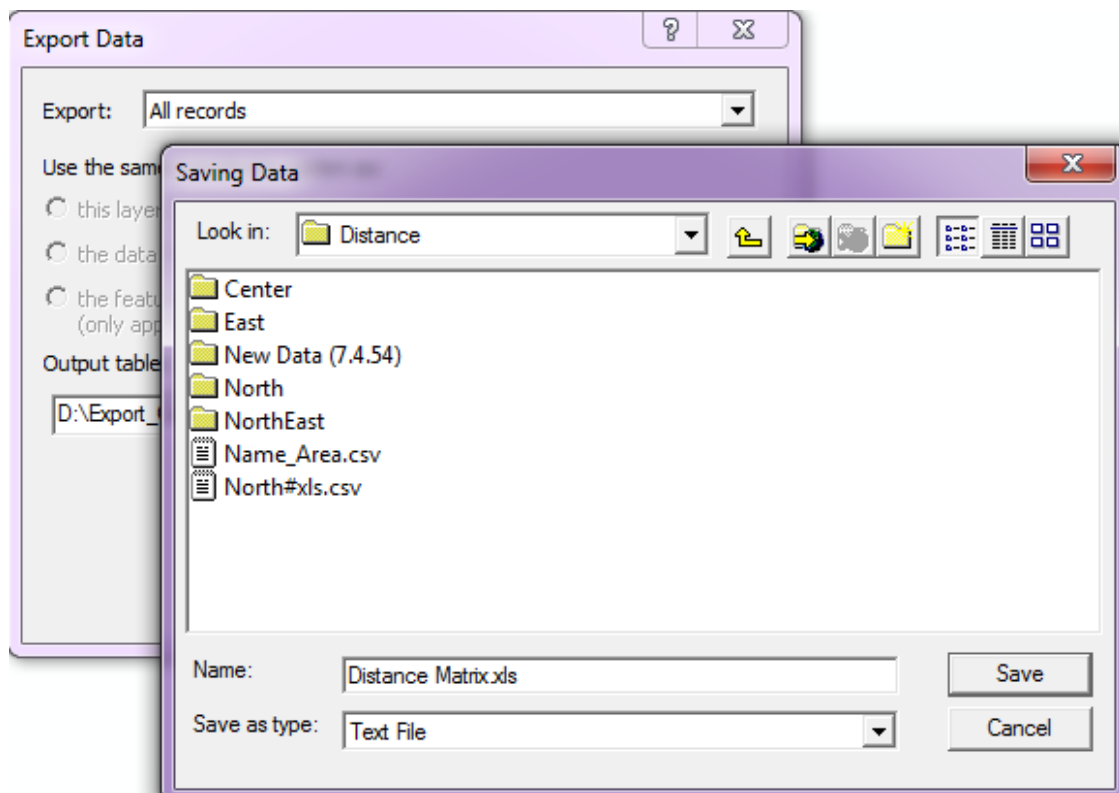 Export Data
Export: All records
Use the sam
this layer
the data
the featu
(only app
Output table
D:\Export_
Saving Data
Look in: Distance
Center
East
New Data (7.4.54)
North
NorthEast
Name_Area.csv
North#xls.csv
Name: Distance Matrix.xls
Save
Save as type: Text File
Cancel